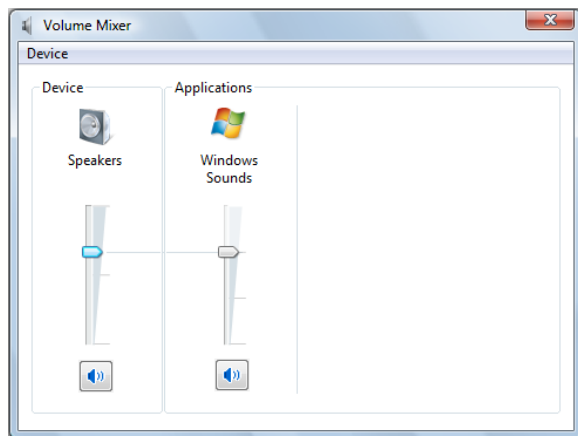 Volume Mixer
Device
Device
Applications
Speakers
Windows
Sounds